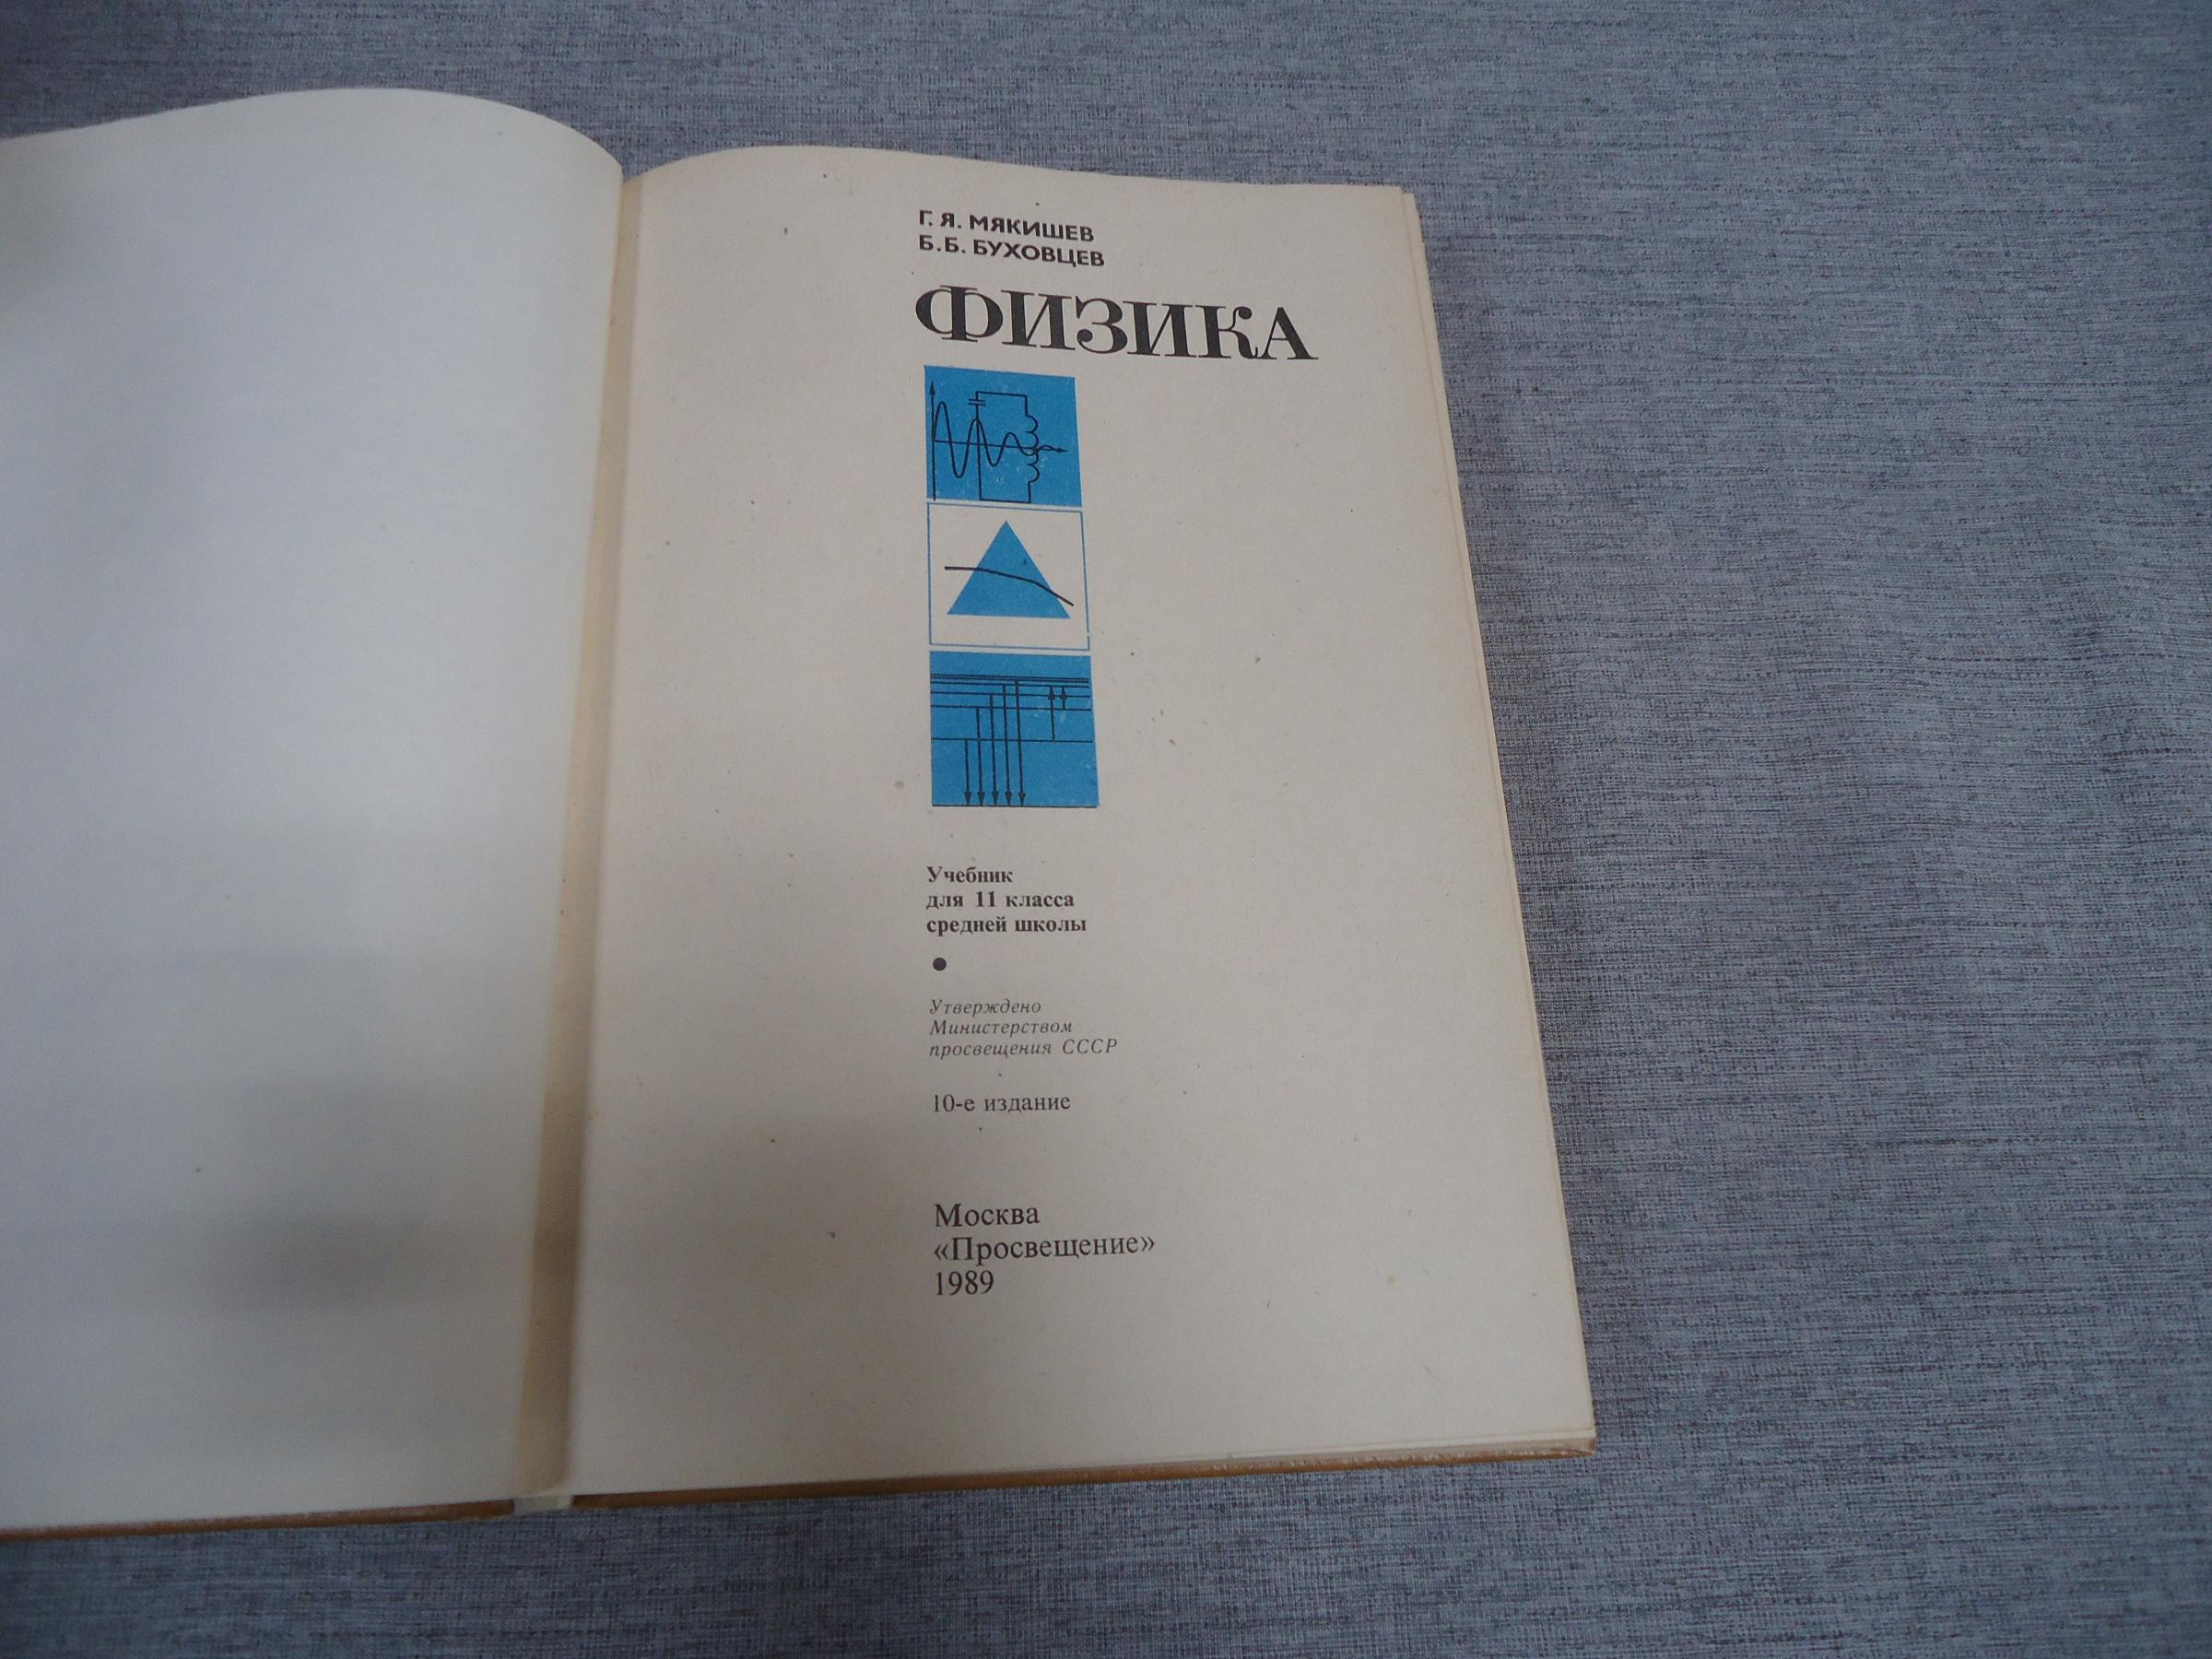 Г. Я. МЯКИШЕВ
Б. Б. БУХОВЦЕВ
ФИЗИКА
Учебник
для 11 класса
средней школы
Утверждено
Министерством
просвещения СССР
10-е издание
Москва
«Просвещение»
1989